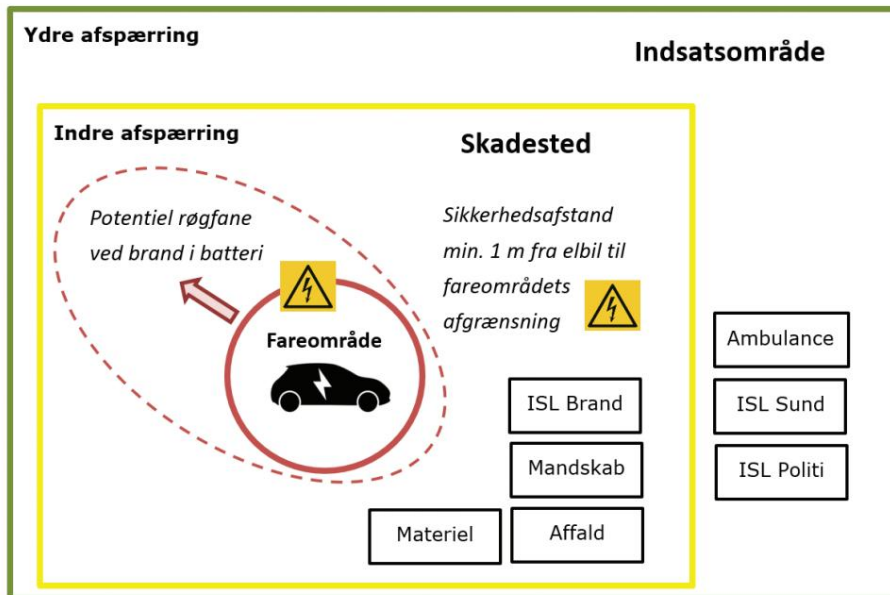 Ydre afspærring
Indsatsområde
Indre afspærring
Skadested
Potentiel røgfane
ved brand i batteri
Sikkerhedsafstand
min. 1 m fra elbil til
fareområdets
afgrænsning
Fareområde
Ambulance
ISL Brand
ISL Sund
Mandskab
ISL Politi
Materiel
Affald